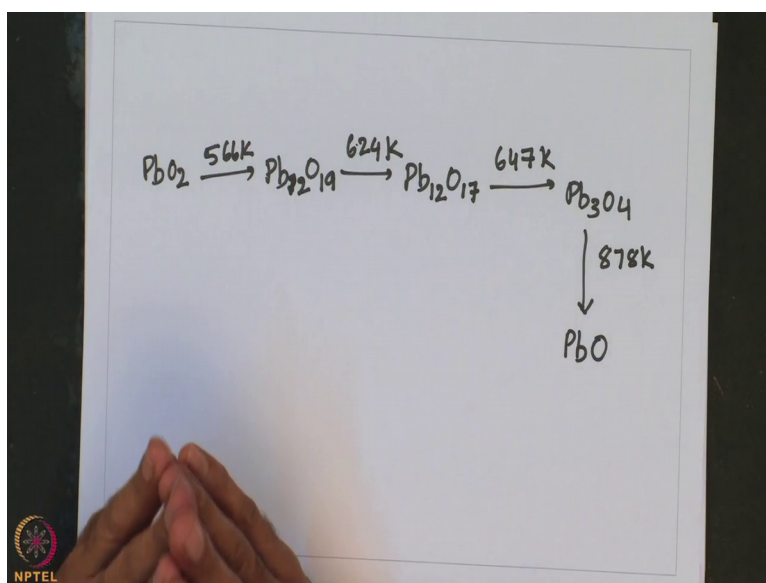 PbO₂ —566K→ Pb₁₂O₁₉ —624K→ Pb₁₂O₁₇ —647K→ Pb₃O₄
878K
PbO
NPTEL